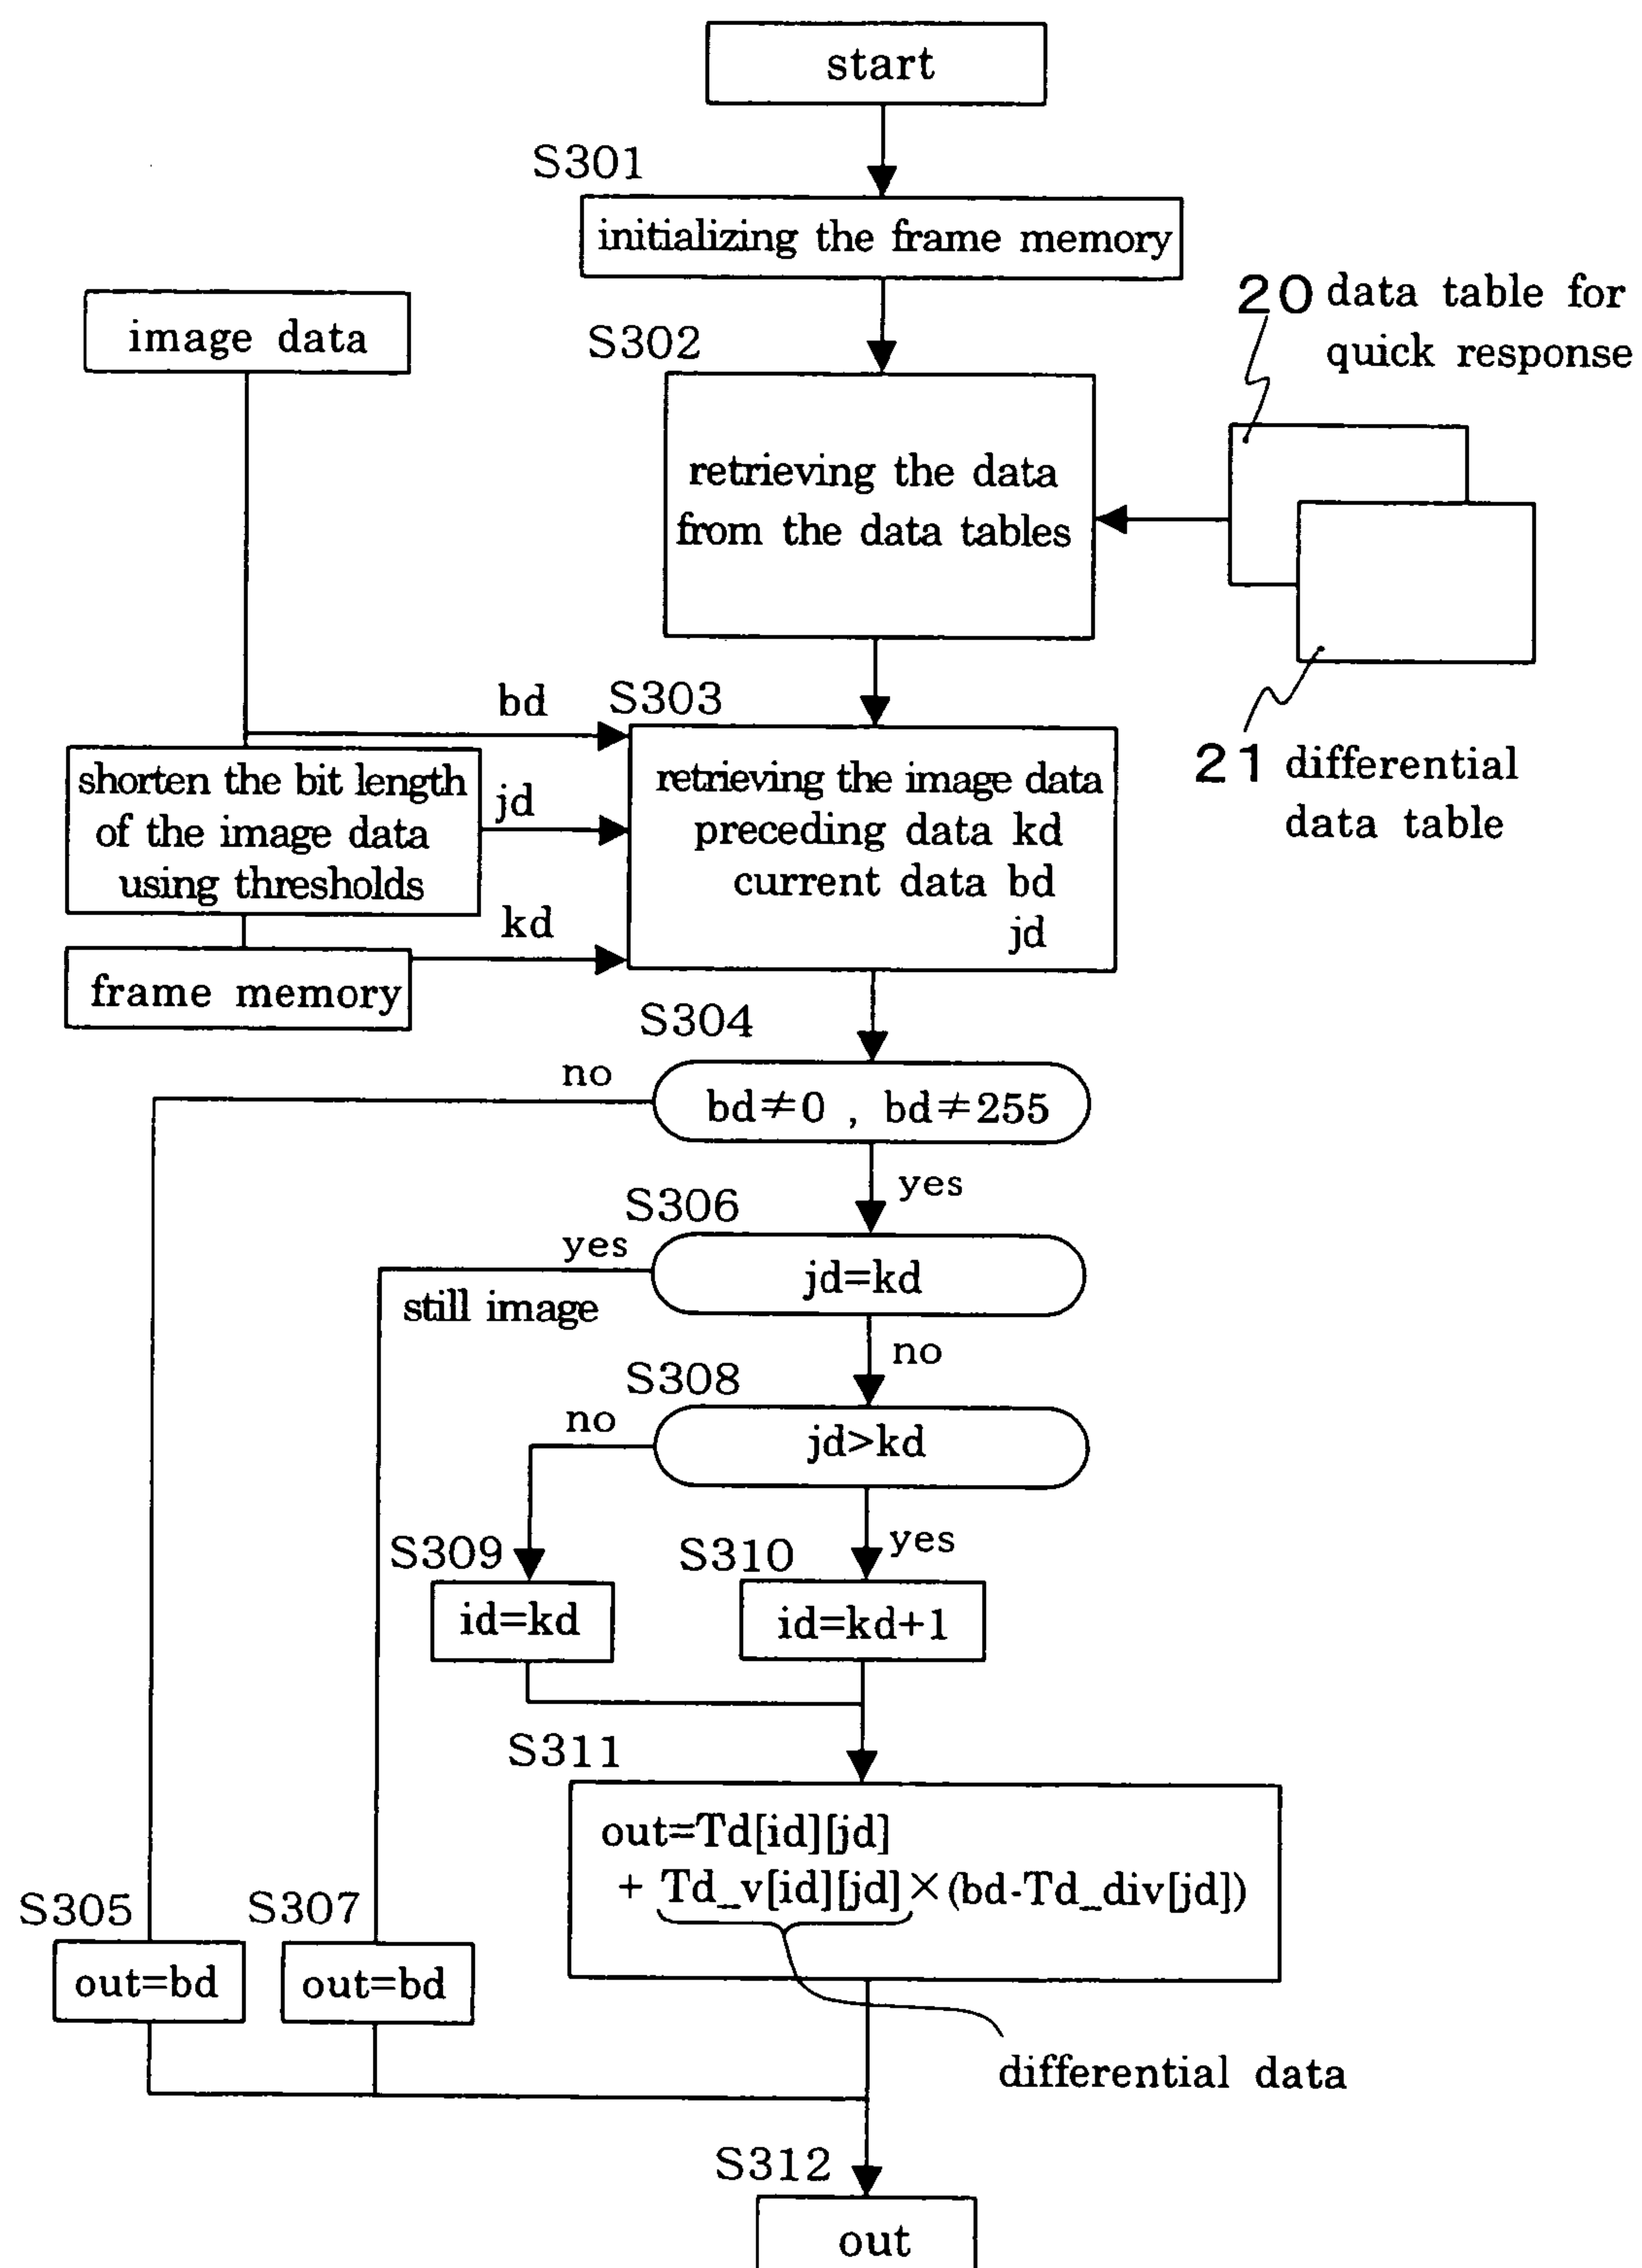 start
S301
initializing the frame memory
image data
S302
20 data table for
quick response
retrieving the data
from the data tables
21 differential
data table
bd
S303
shorten the bit length
of the image data
using thresholds
jd
kd
frame memory
retrieving the image data
preceding data kd
current data bd
jd
S304
no
bd≠0 , bd≠255
yes
S306
yes
still image
jd=kd
no
S308
no
jd>kd
yes
S309
id=kd
S310
id=kd+1
S311
out=Td[id][jd]
+ Td_v[id][jd]×(bd-Td_div[jd])
differential data
S305
out=bd
S307
out=bd
S312
out